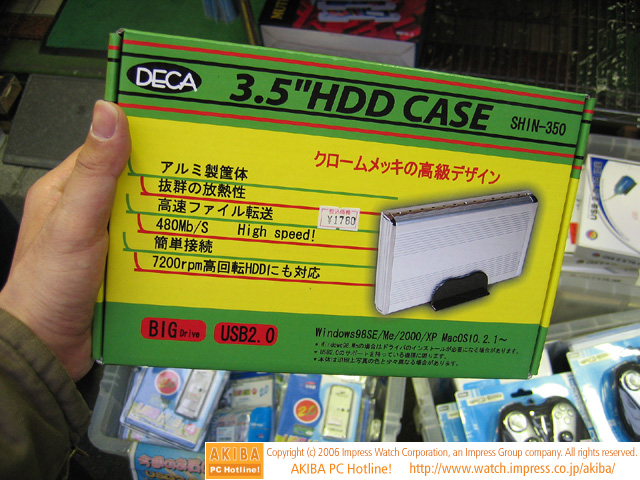 DECA
3.5"HDD CASE
SHIN-350
クロームメッキの高級デザイン
アルミ製筐体
抜群の放熱性
高速ファイル転送
480Mb/S High speed!
簡単接続
7200rpm高回転HDDにも対応
¥1780
BIG Drive
USB2.0
Windows98SE/Me/2000/XP MacOS10.2.1~
AKIBA
PC Hotline!
Copyright (c) 2006 Impress Watch Corporation, an Impress Group company. All rights reserved.
AKIBA PC Hotline! http://www.watch.impress.co.jp/akiba/